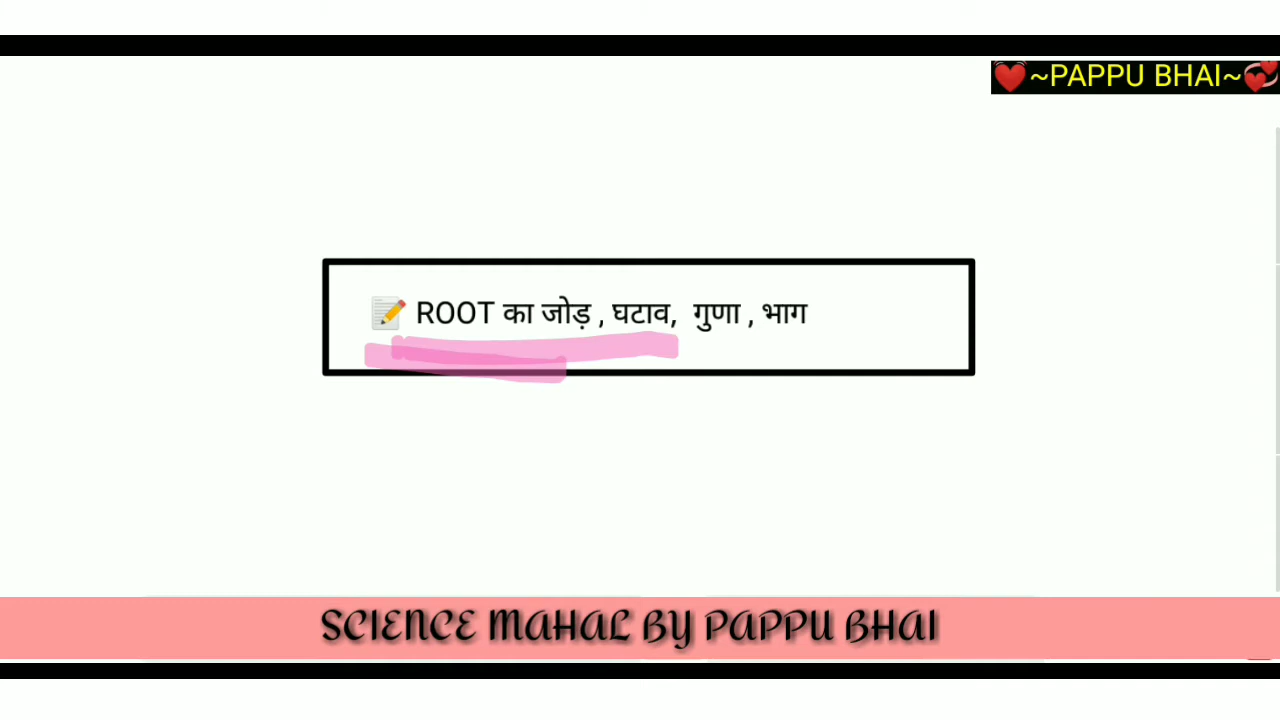 ❤️~PAPPU BHAI~💞
📝 ROOT का जोड़ , घटाव, गुणा , भाग
SCIENCE MAHAL BY PAPPU BHAI